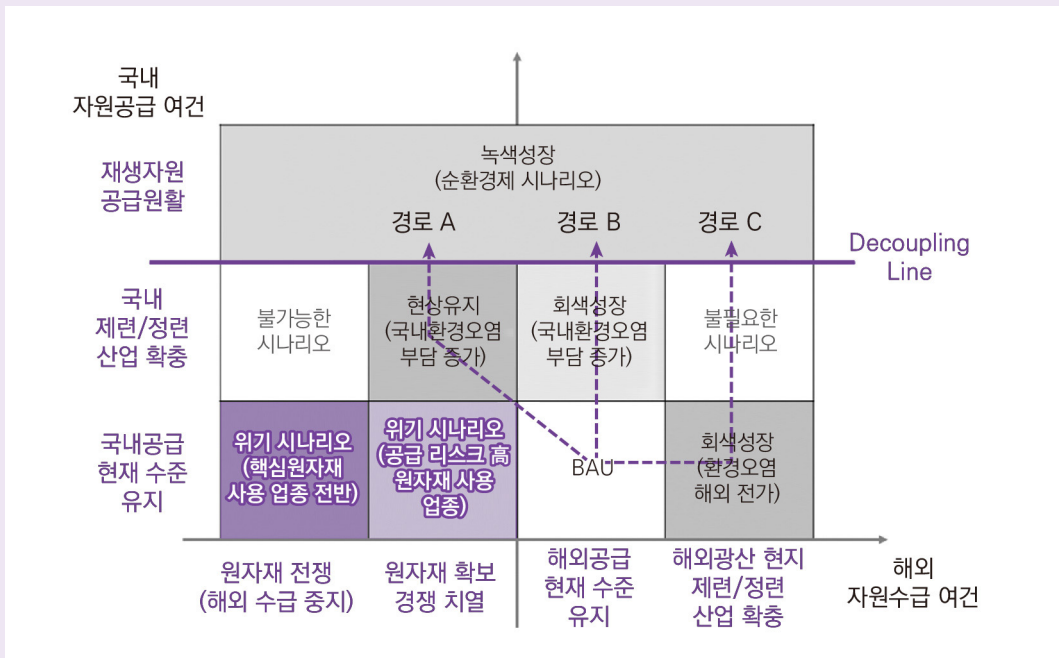 국내
자원공급 여건
재생자원
공급원활
녹색성장
(순환경제 시나리오)
경로 A
경로 B
경로 C
Decoupling
Line
국내
제련/정련
산업 확충
불가능한
시나리오
현상유지
(국내환경오염
부담 증가)
회색성장
(국내환경오염
부담 증가)
불필요한
시나리오
국내공급
현재 수준
유지
위기 시나리오
(핵심원자재
사용 업종 전반)
위기 시나리오
(공급 리스크 高
원자재 사용
업종)
BAU
회색성장
(환경오염
해외 전가)
원자재 전쟁
(해외 수급 중지)
원자재 확보
경쟁 치열
해외공급
현재 수준
유지
해외광산 현지
제련/정련
산업 확충
해외
자원수급 여건